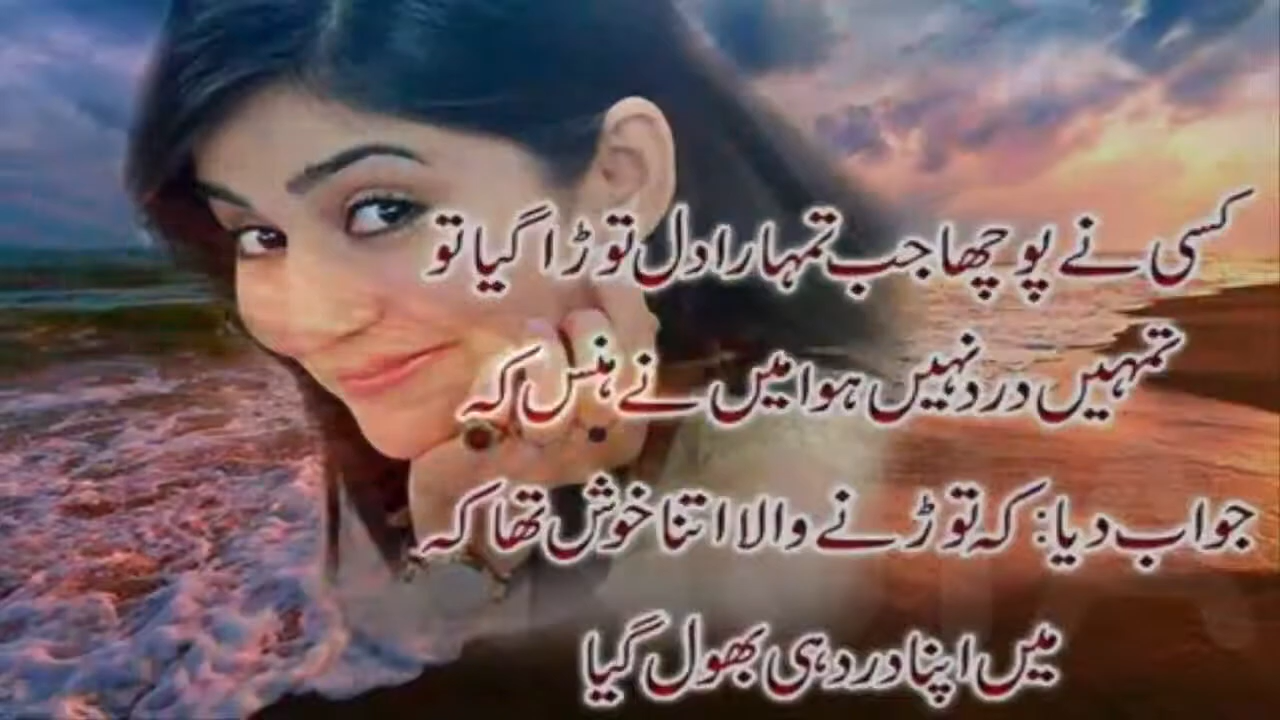 کسی نے پوچھا جب تمہارا دل توڑا گیا تو
تمہیں درد نہیں ہوا میں نے ہنس کہ
جواب دیا: کہ توڑنے والا اتنا خوش تھا کہ
میں اپنا درد ہی بھول گیا